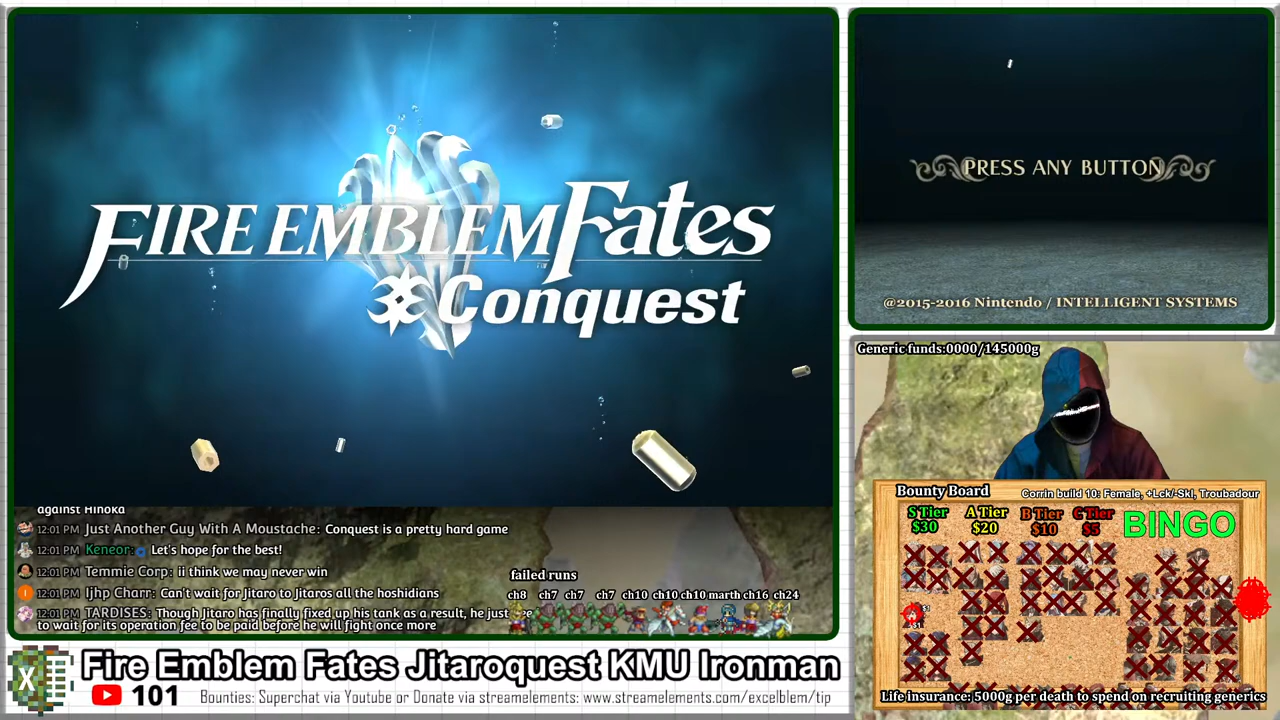 FIRE EMBLEM Fates
Conquest
PRESS ANY BUTTON
@2015-2016 Nintendo / INTELLIGENT SYSTEMS
Generic funds:0000/145000g
Bounty Board
Corrin build 10: Female, +Lck/-Skl, Troubadour
S Tier A Tier B Tier C Tier
$30 $20 $10 $5
BINGO
Life insurance: 5000g per death to spend on recruiting generics
against Hinoka
12:01 PM Just Another Guy With A Moustache: Conquest is a pretty hard game
12:01 PM Keneor: Let's hope for the best!
12:01 PM Temmie Corp: ii think we may never win
12:01 PM Ijhp Cham: Can't wait for Jitaro to Jitaros all the hoshidians
12:01 PM TARDISES: Though Jitaro has finally fixed up his tank as a result, he just
to wait for its operation fee to be paid before he will fight once more
failed runs
ch8 ch7 ch7 ch7 ch10 ch10 ch10 marth ch16 ch24
Fire Emblem Fates Jitaroquest KMU Ironman
101
Bounties: Superchat via Youtube or Donate via streamelements: www.streamelements.com/excelblem/tip